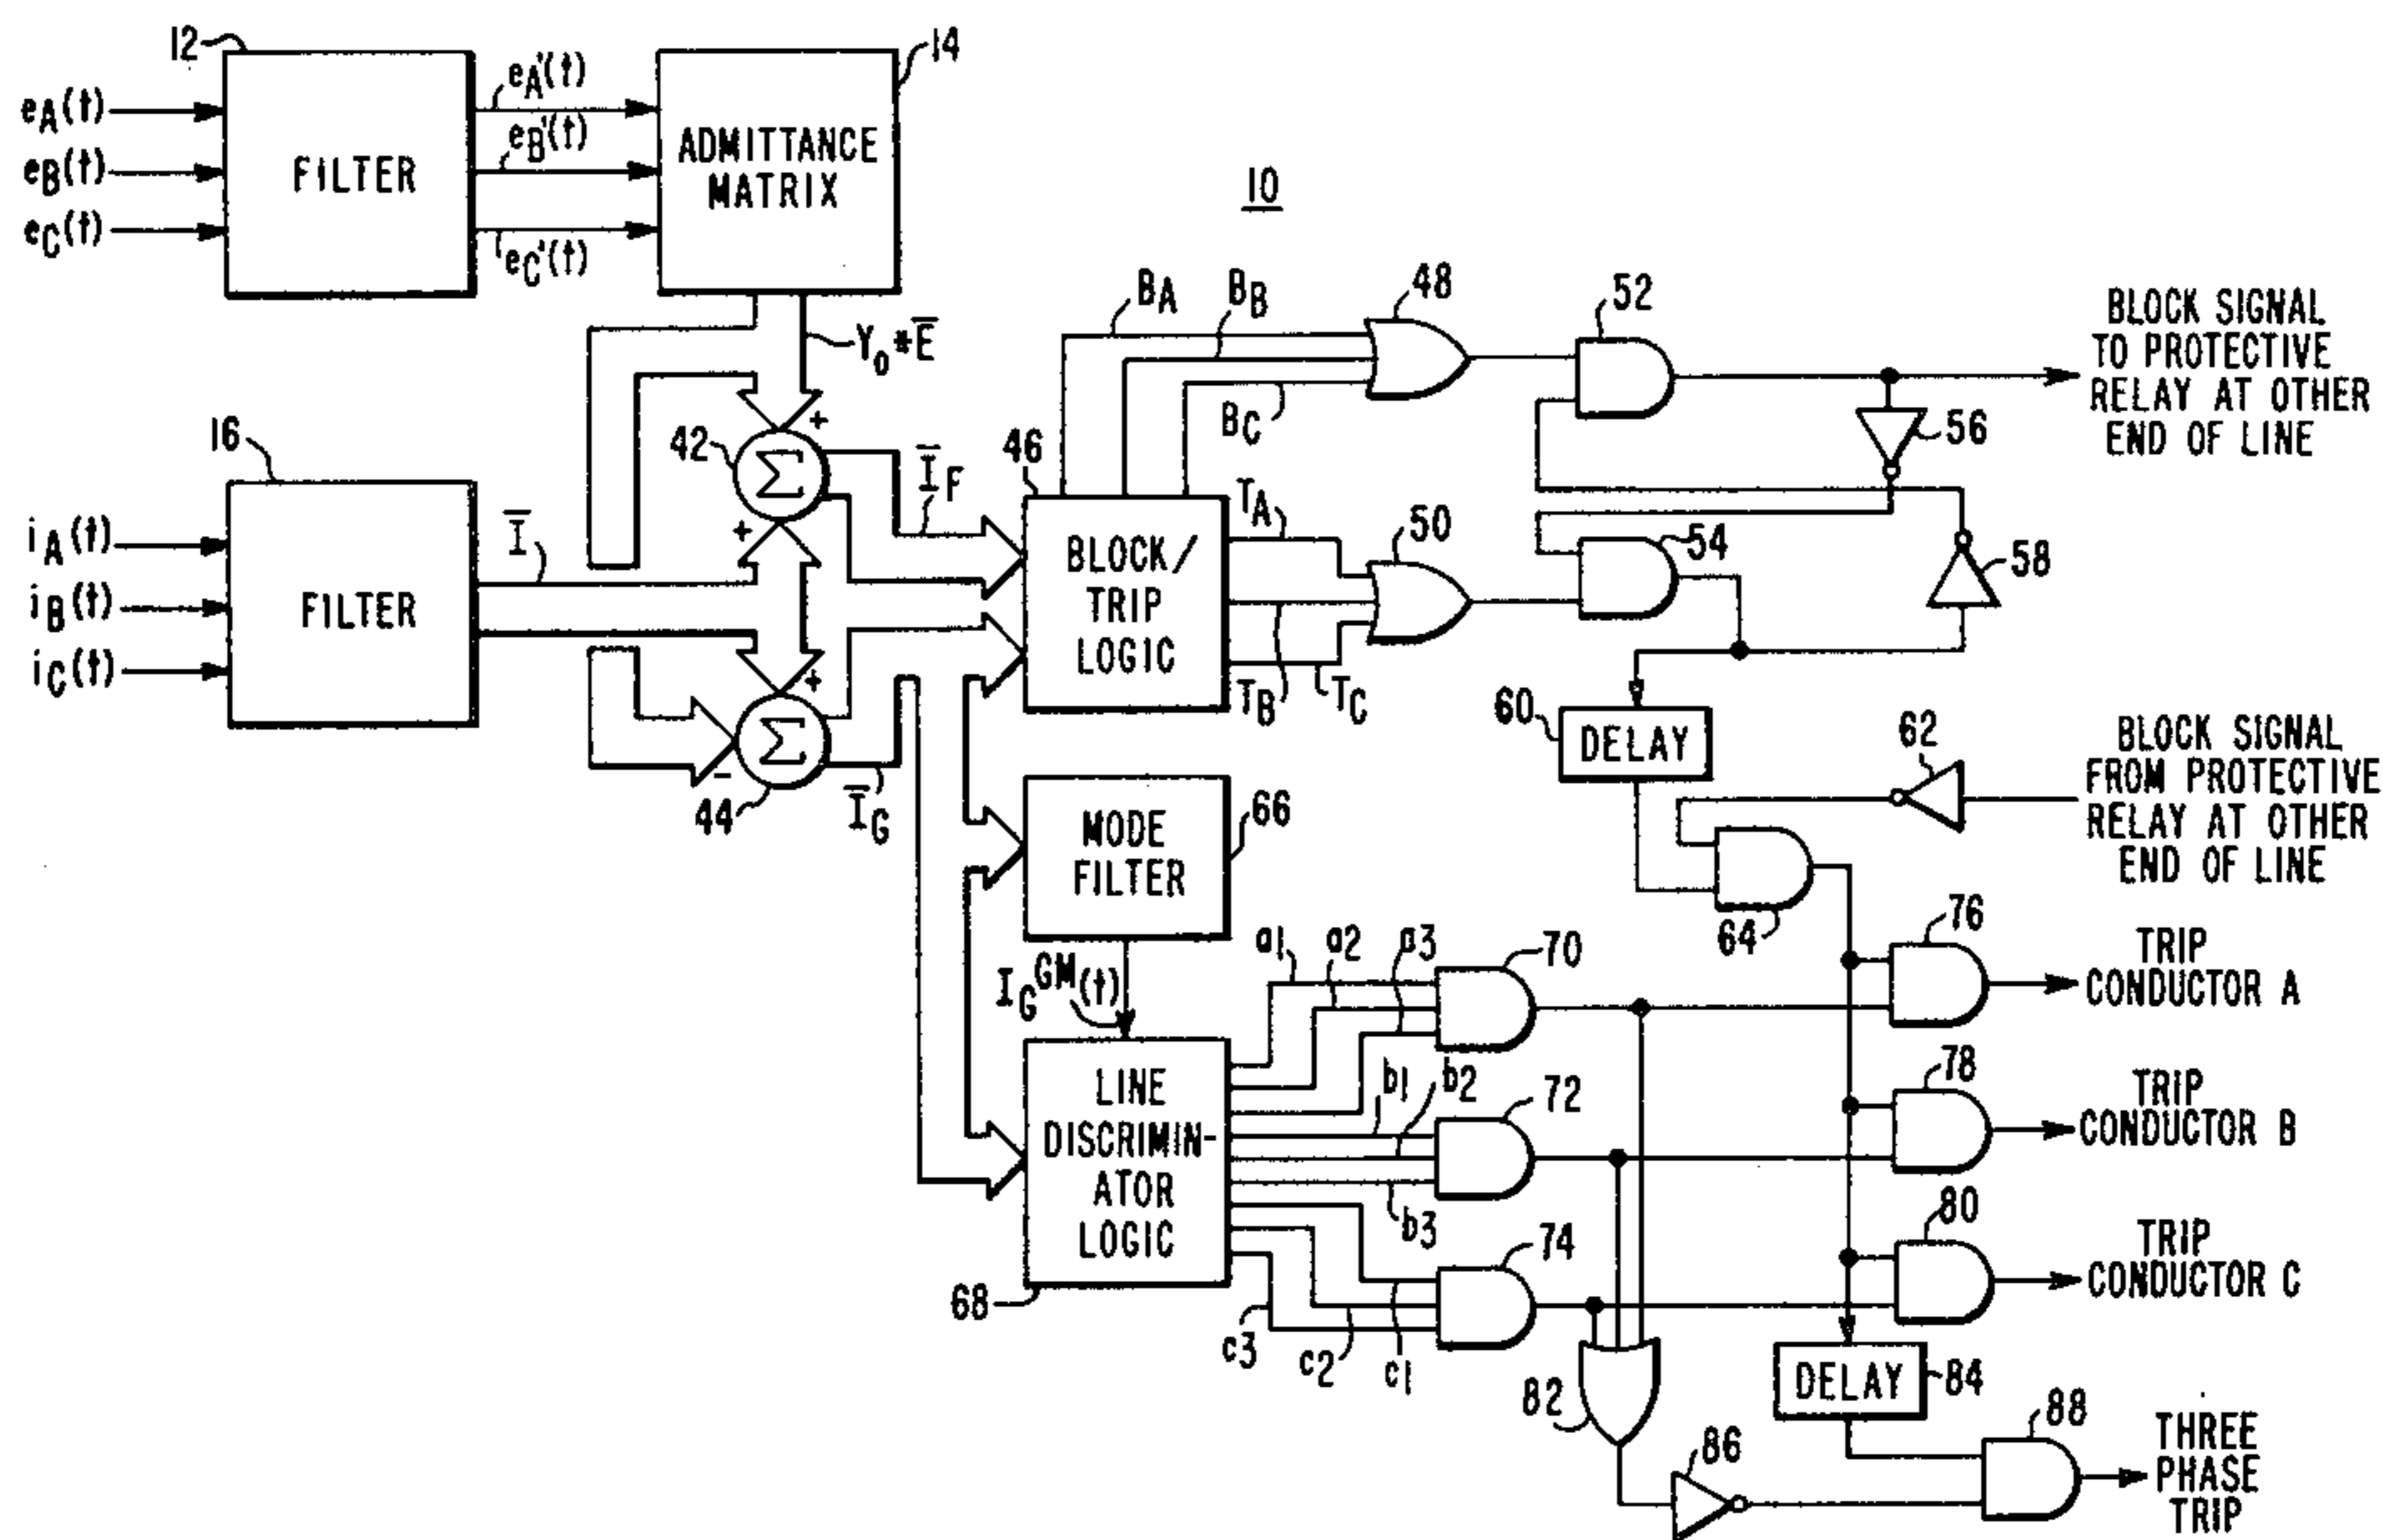 12
14
eA(t)
eB(t)
eC(t)
FILTER
eA'(t)
eB'(t)
eC'(t)
ADMITTANCE
MATRIX
10
Y0*E̅
16
iA(t)
iB(t)
iC(t)
FILTER
I̅
42
Σ
+
+
I̅F
44
Σ
+
-
I̅G
46
BLOCK/
TRIP
LOGIC
BA
BB
BC
TA
TB
TC
48
50
52
54
56
58
BLOCK SIGNAL
TO PROTECTIVE
RELAY AT OTHER
END OF LINE
60
DELAY
62
64
BLOCK SIGNAL
FROM PROTECTIVE
RELAY AT OTHER
END OF LINE
66
MODE
FILTER
IG GM(t)
68
LINE
DISCRIMIN-
ATOR
LOGIC
a1
a2
a3
b1
b2
b3
c3
c2
c1
70
72
74
76
TRIP
CONDUCTOR A
78
TRIP
CONDUCTOR B
80
TRIP
CONDUCTOR C
82
DELAY
84
86
88
THREE
PHASE
TRIP